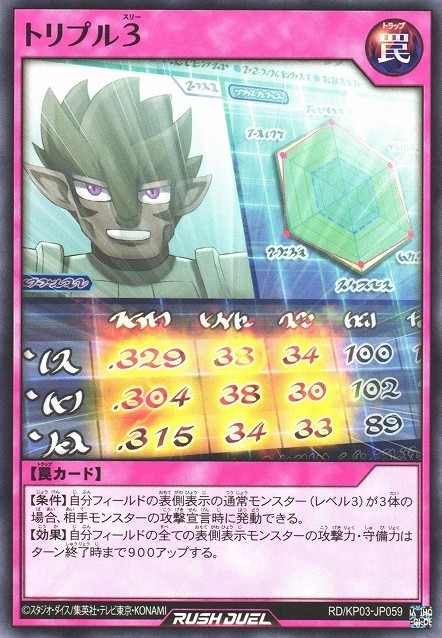 トリプル3
スリー
罠
トラップ
.329 33 34 100
.304 38 30 102
.315 34 33 89
【罠カード】
【条件】自分フィールドの表側表示の通常モンスター(レベル3)が3体の
場合、相手モンスターの攻撃宣言時に発動できる。
【効果】自分フィールドの全ての表側表示モンスターの攻撃力・守備力は
ターン終了時まで900アップする。
©スタジオ・ダイス/集英社・テレビ東京・KONAMI
RUSH DUEL
RD/KP03-JP059